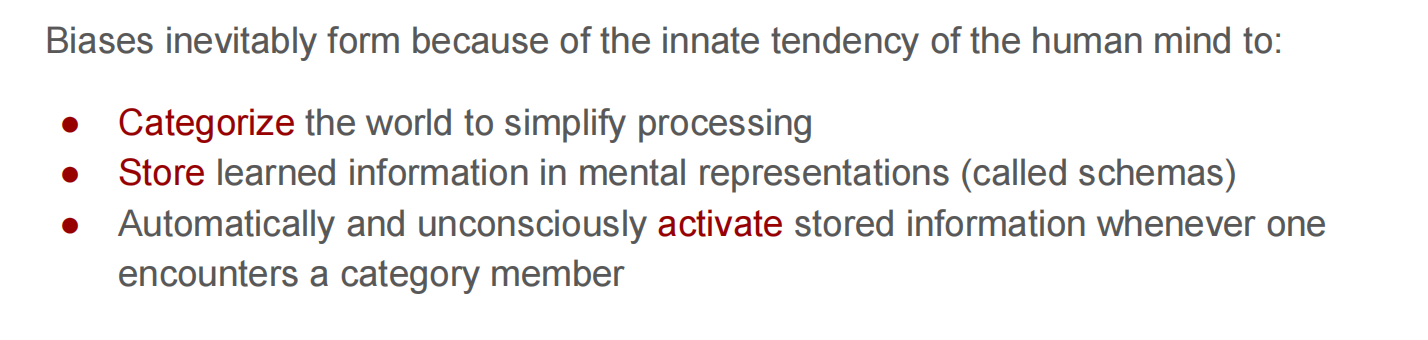 Biases inevitably form because of the innate tendency of the human mind to:
● Categorize the world to simplify processing
● Store learned information in mental representations (called schemas)
● Automatically and unconsciously activate stored information whenever one
encounters a category member